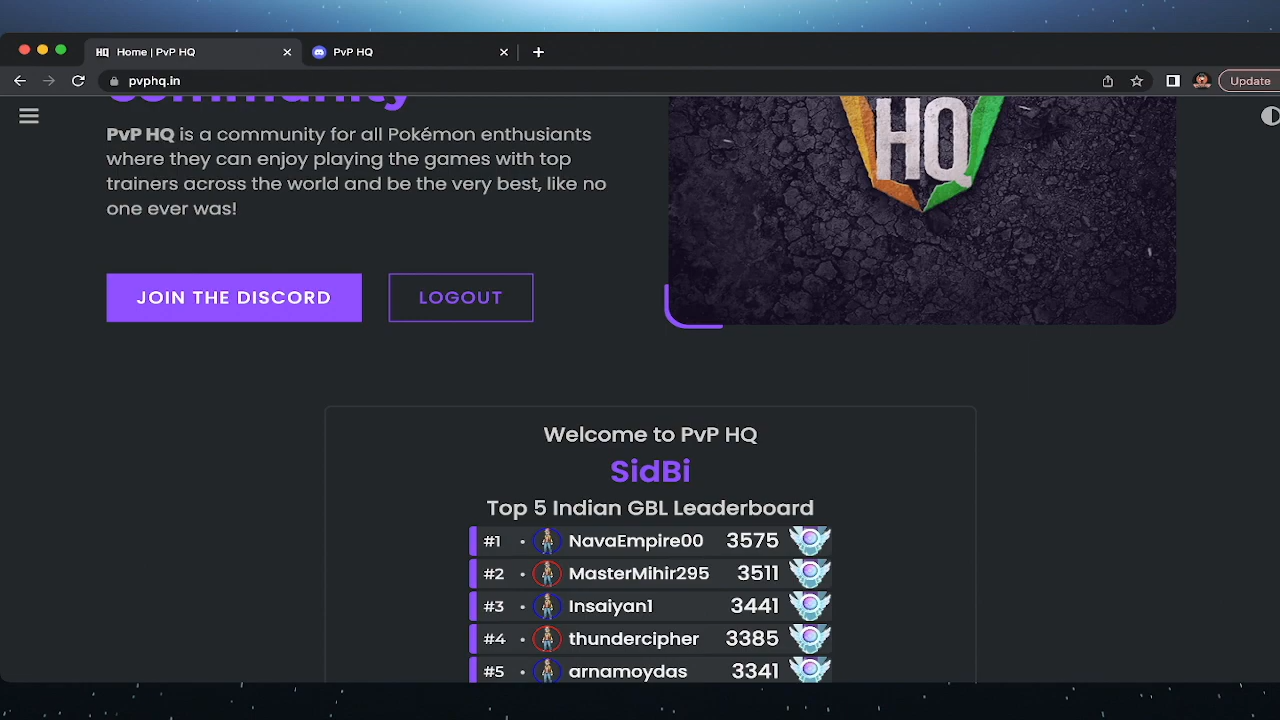 Home | PvP HQ
PvP HQ
pvphq.in
Update
community
PvP HQ is a community for all Pokémon enthusiasts
where they can enjoy playing the games with top
trainers across the world and be the very best, like no
one ever was!
JOIN THE DISCORD
LOGOUT
HQ
Welcome to PvP HQ
SidBi
Top 5 Indian GBL Leaderboard
#1 • NavaEmpire00 3575
#2 • MasterMihir295 3511
#3 • Insaiyan1 3441
#4 • thundercipher 3385
#5 • arnamoydas 3341